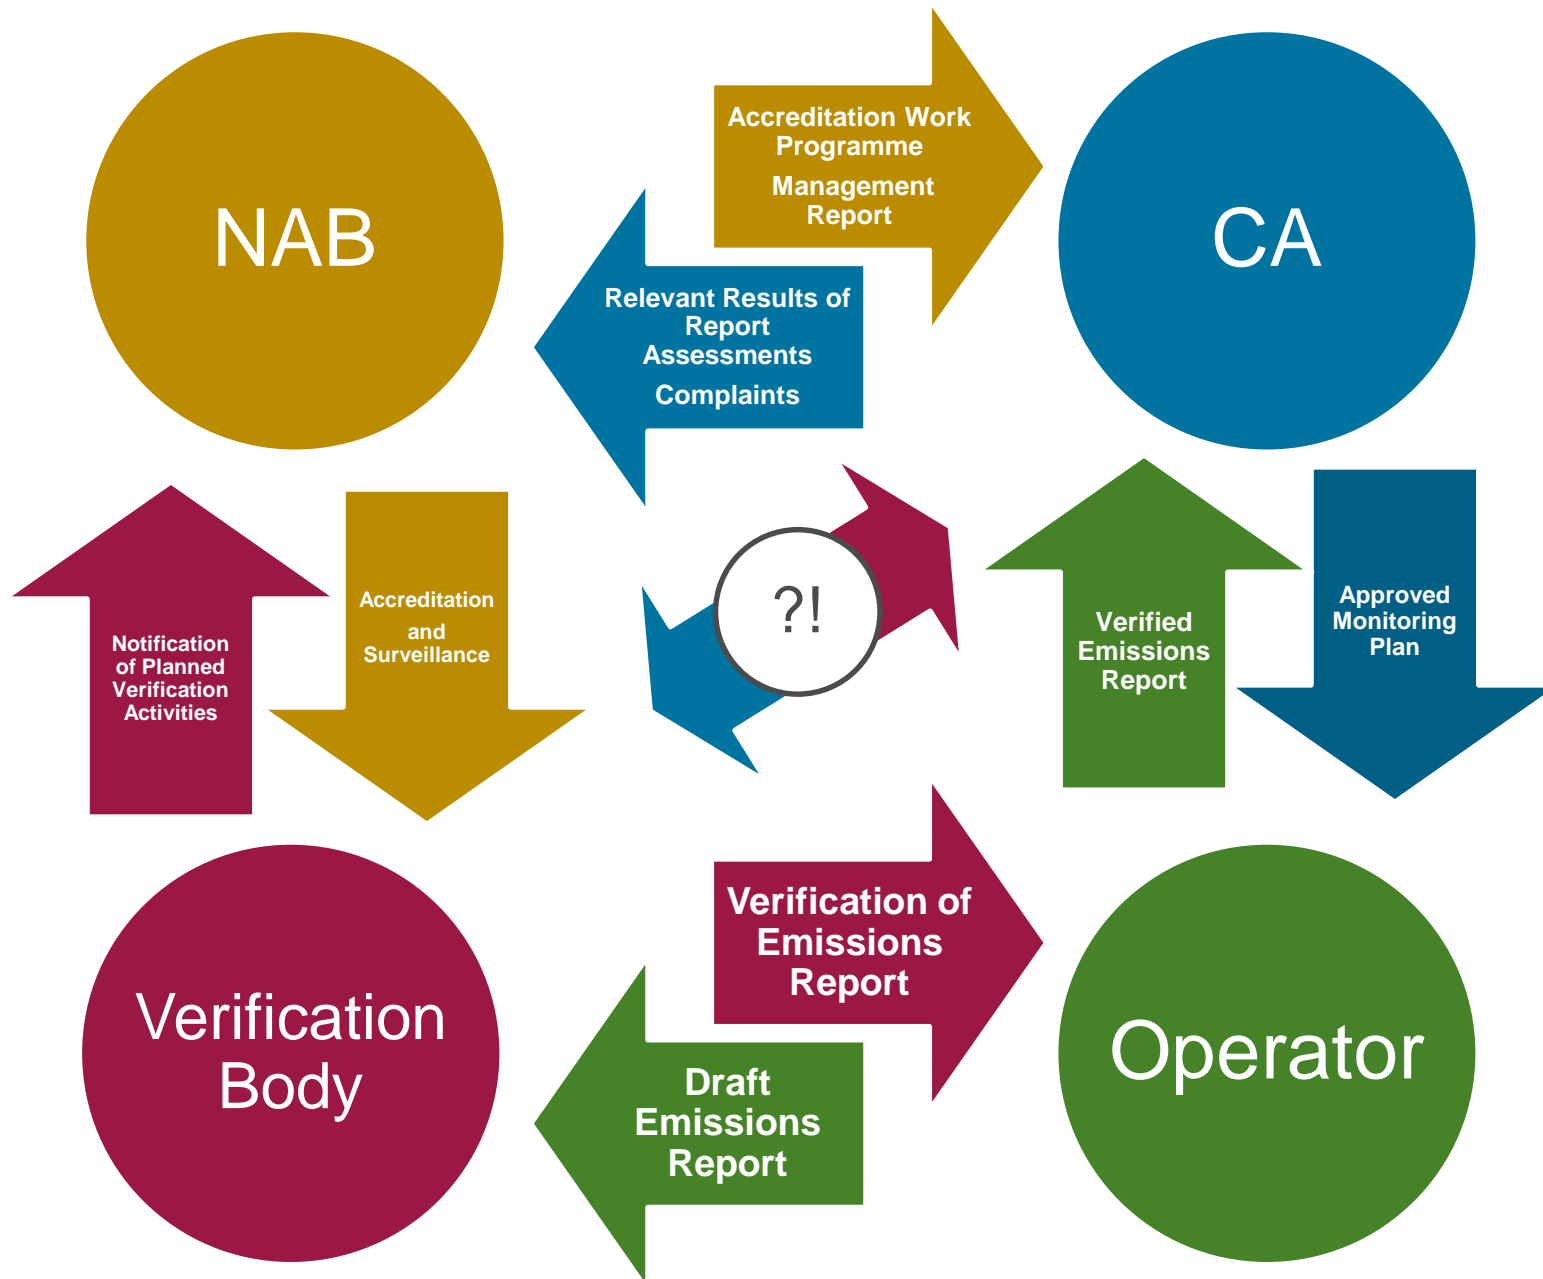 NAB
Accreditation Work
Programme
Management
Report
CA
Relevant Results of
Report
Assessments
Complaints
Notification
of Planned
Verification
Activities
Accreditation
and
Surveillance
?!
Verified
Emissions
Report
Approved
Monitoring
Plan
Verification
Body
Verification of
Emissions
Report
Draft
Emissions
Report
Operator